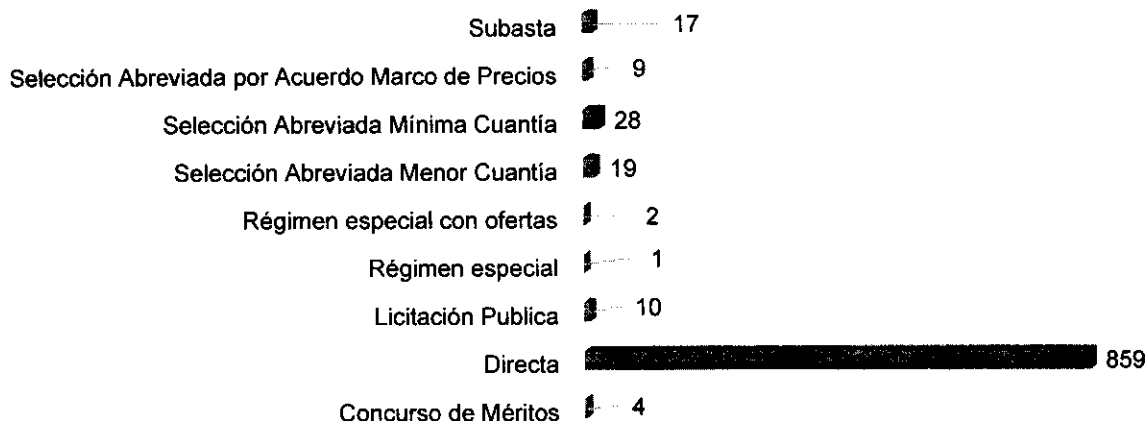 Subasta 17
Selección Abreviada por Acuerdo Marco de Precios 9
Selección Abreviada Mínima Cuantía 28
Selección Abreviada Menor Cuantía 19
Régimen especial con ofertas 2
Régimen especial 1
Licitación Publica 10
Directa 859
Concurso de Méritos 4